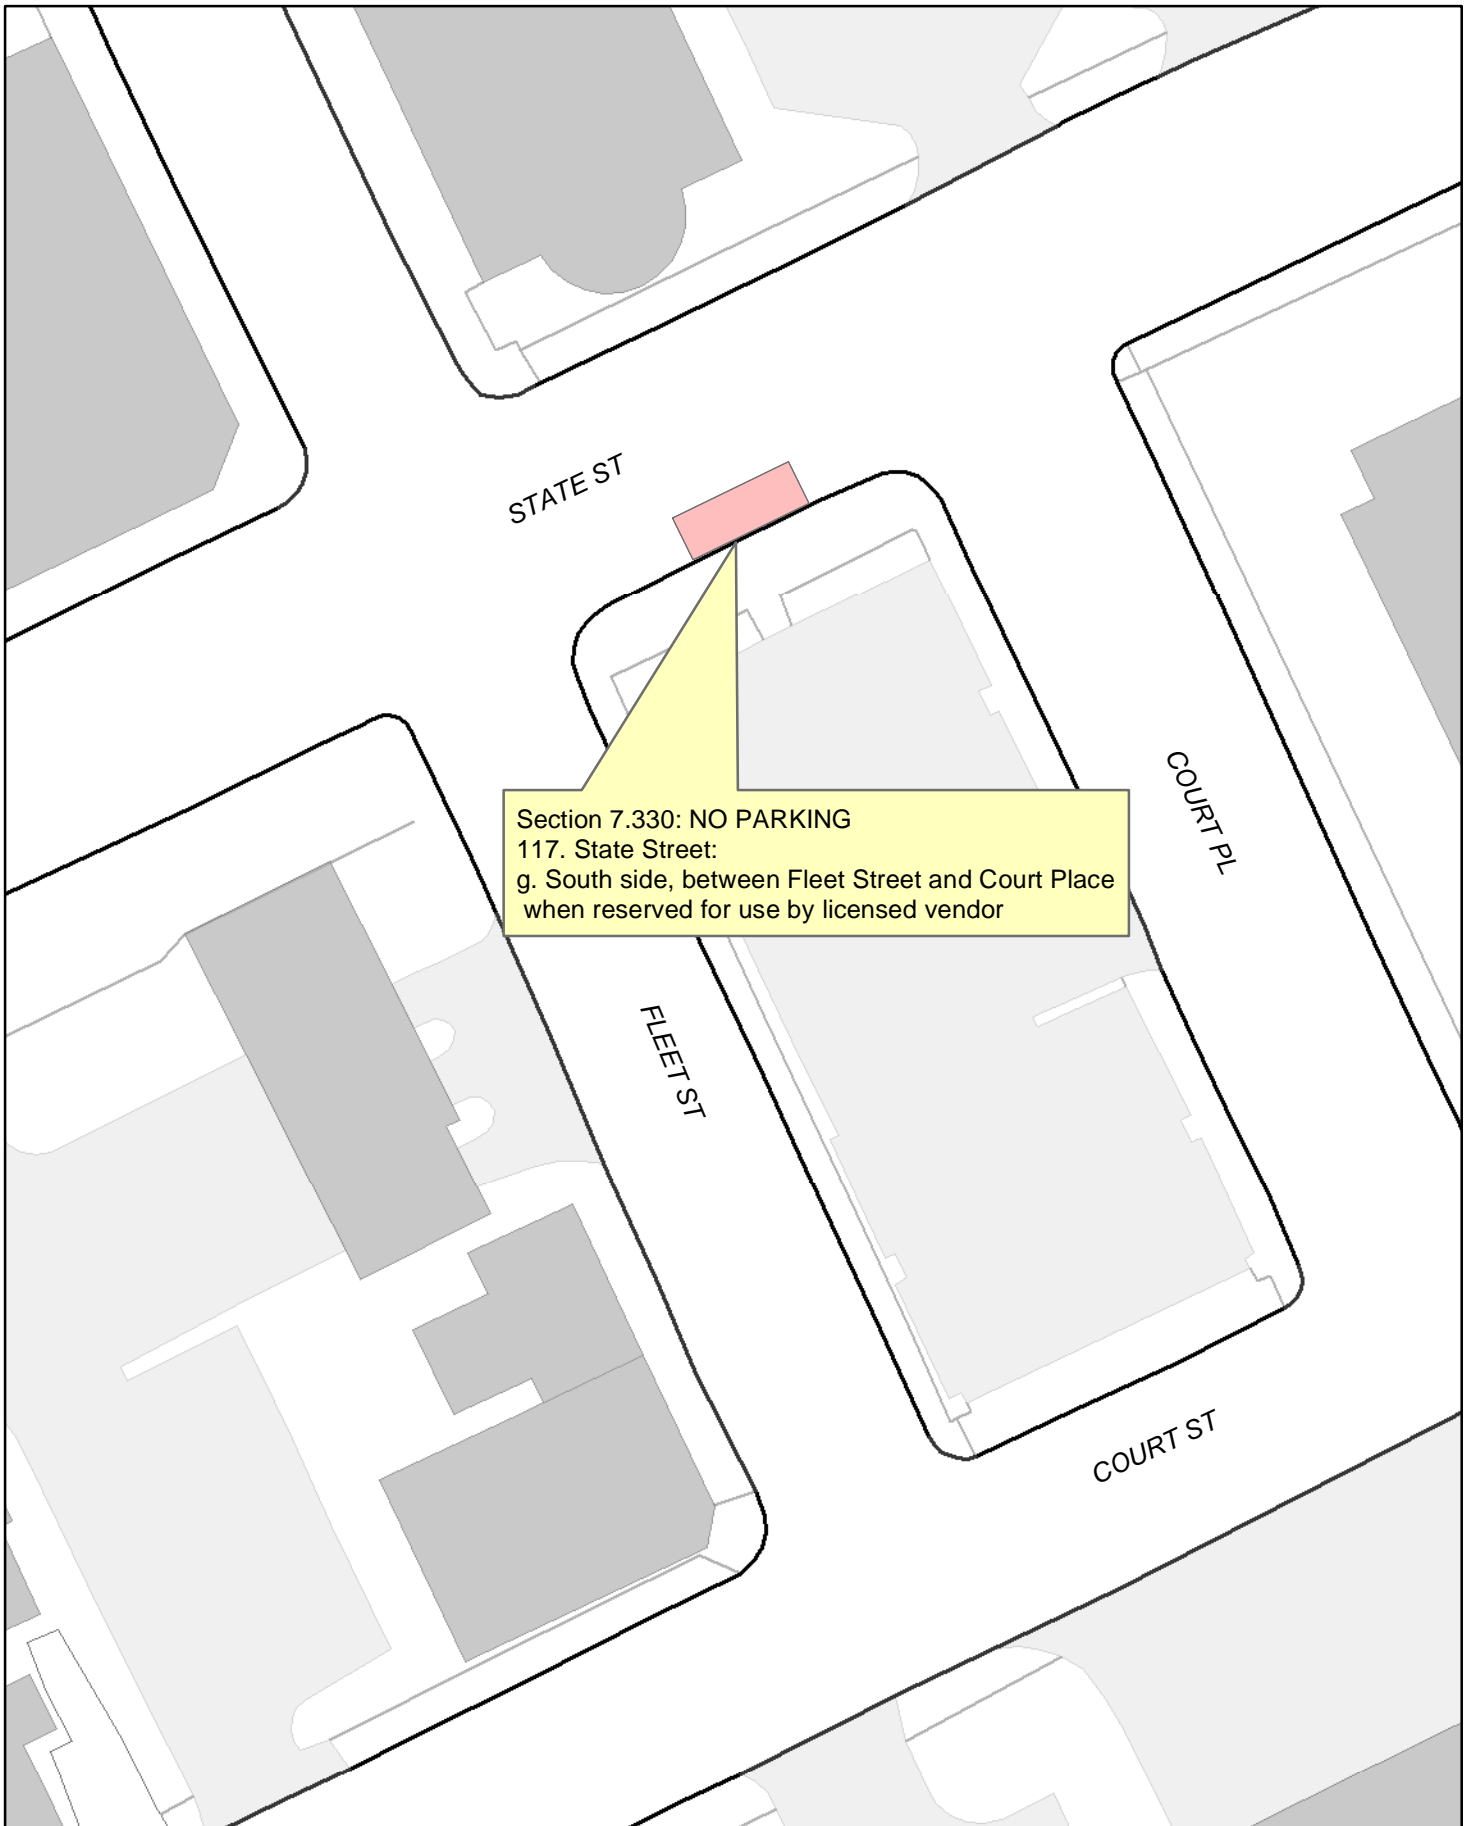 STATE ST
Section 7.330: NO PARKING
117. State Street:
g. South side, between Fleet Street and Court Place
when reserved for use by licensed vendor
COURT PL
FLEET ST
COURT ST